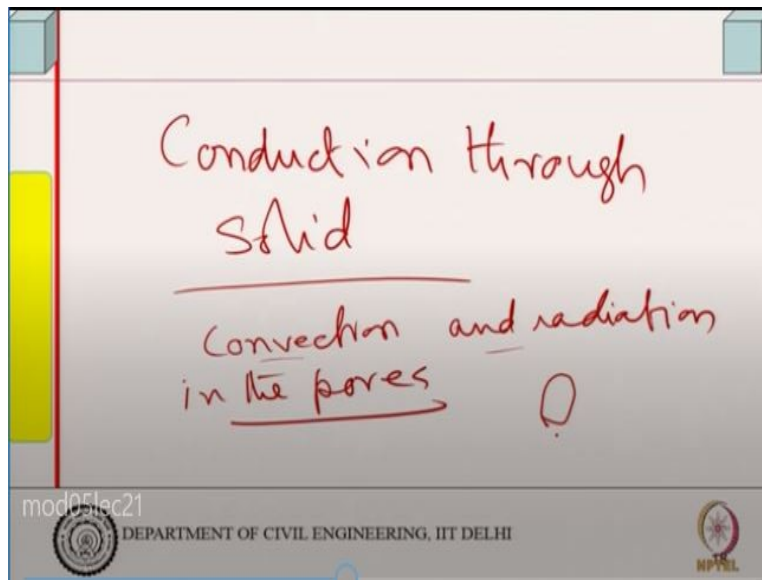 Conduction through
solid
convection and radiation
in the pores
mod05lec21
DEPARTMENT OF CIVIL ENGINEERING, IIT DELHI
NPTEL